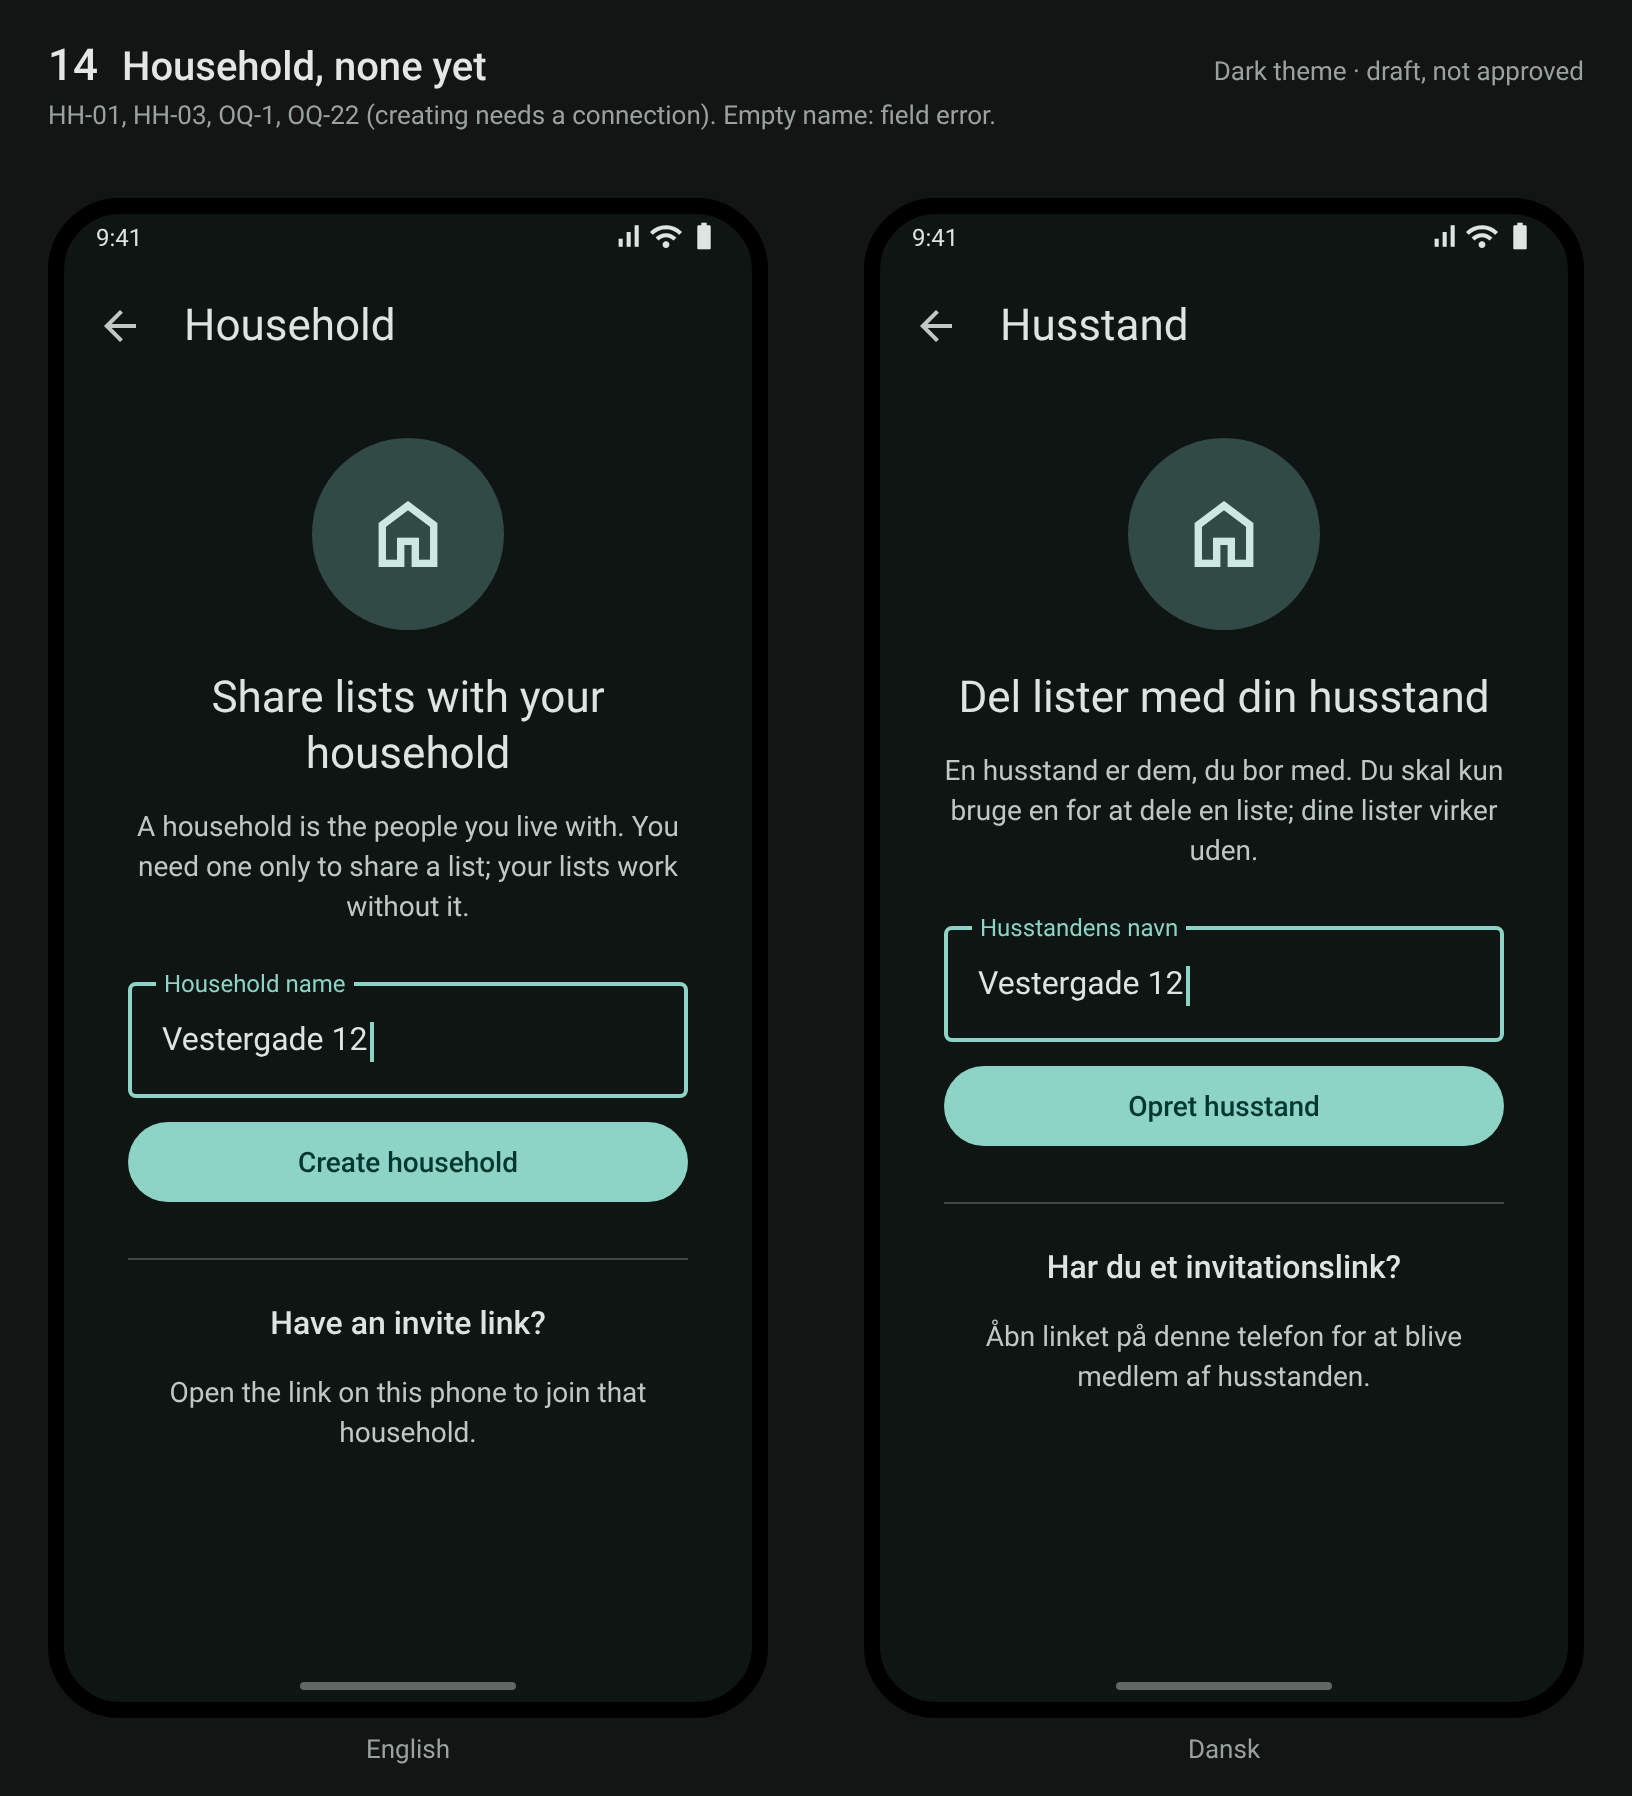 14 Household, none yet
Dark theme · draft, not approved
HH-01, HH-03, OQ-1, OQ-22 (creating needs a connection). Empty name: field error.
9:41
Household
Share lists with your
household
A household is the people you live with. You
need one only to share a list; your lists work
without it.
Household name
Vestergade 12
Create household
Have an invite link?
Open the link on this phone to join that
household.
English
9:41
Husstand
Del lister med din husstand
En husstand er dem, du bor med. Du skal kun
bruge en for at dele en liste; dine lister virker
uden.
Husstandens navn
Vestergade 12
Opret husstand
Har du et invitationslink?
Åbn linket på denne telefon for at blive
medlem af husstanden.
Dansk